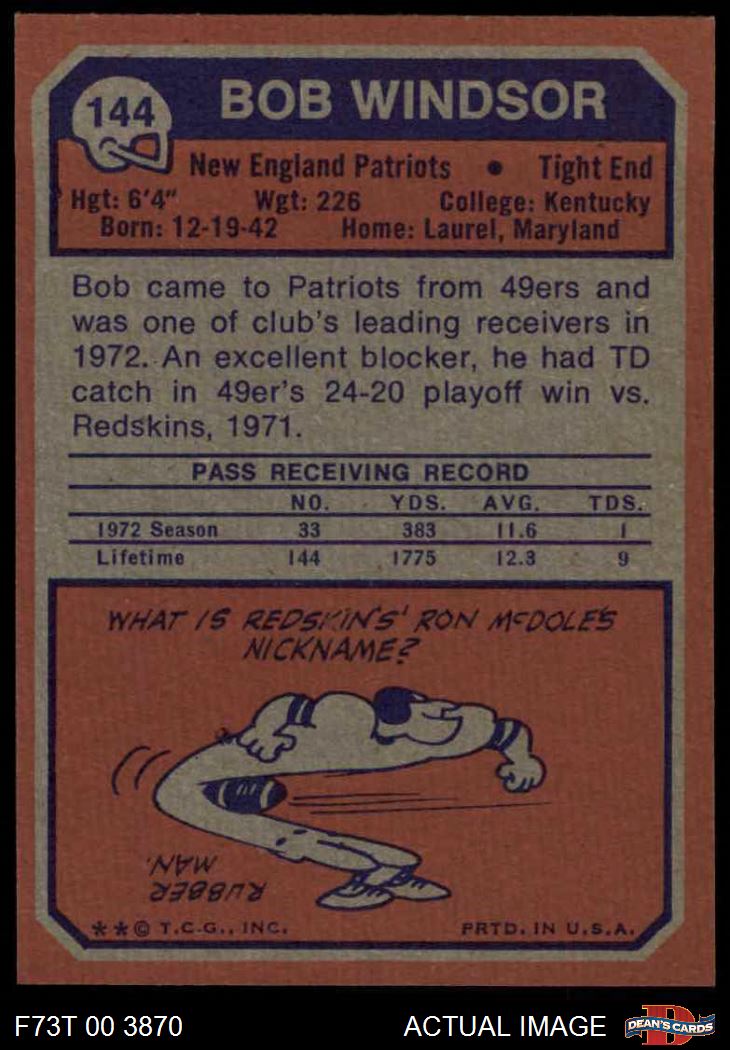 144
BOB WINDSOR
New England Patriots • Tight End
Hgt: 6'4" Wgt: 226 College: Kentucky
Born: 12-19-42 Home: Laurel, Maryland
Bob came to Patriots from 49ers and
was one of club's leading receivers in
1972. An excellent blocker, he had TD
catch in 49er's 24-20 playoff win vs.
Redskins, 1971.
PASS RECEIVING RECORD
NO. YDS. AVG. TDS.
1972 Season 33 383 11.6 1
Lifetime 144 1775 12.3 9
WHAT IS REDSKIN'S' RON McDOLE'S
NICKNAME?
RUBBER
MAN.
**© T.C.G., INC. PRTD. IN U.S.A.
F73T 00 3870 ACTUAL IMAGE D DEAN'S CARDS